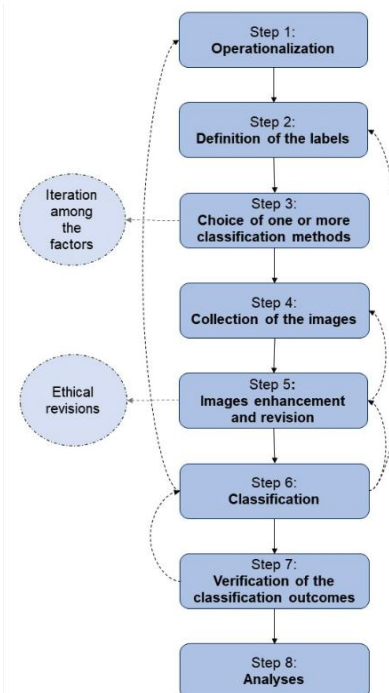 Step 1:
Operationalization
Step 2:
Definition of the labels
Iteration
among
the
factors
Step 3:
Choice of one or more
classification methods
Step 4:
Collection of the images
Ethical
revisions
Step 5:
Images enhancement
and revision
Step 6:
Classification
Step 7:
Verification of the
classification outcomes
Step 8:
Analyses